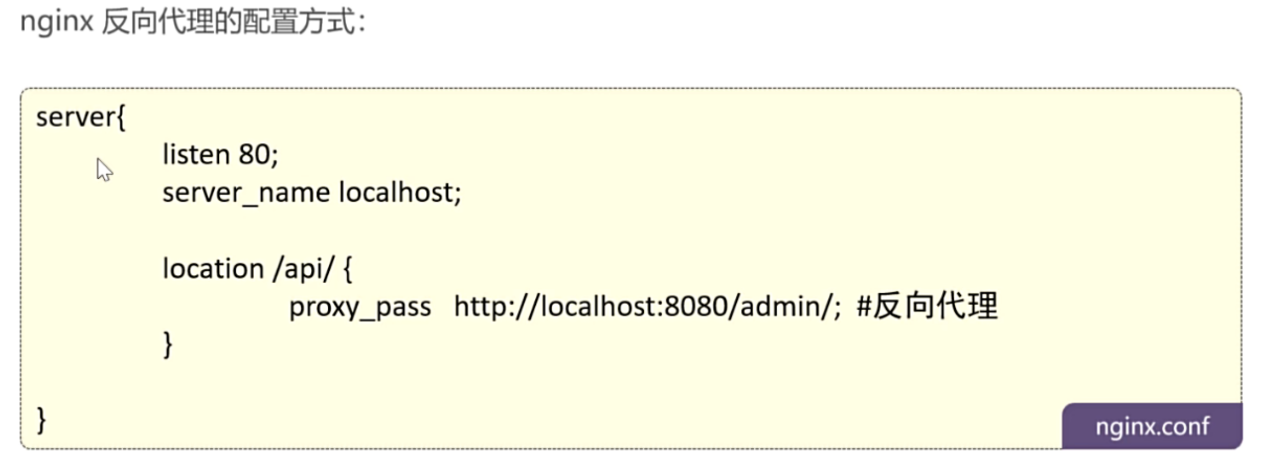 nginx 反向代理的配置方式：
server{
listen 80;
server_name localhost;
location /api/ {
proxy_pass http://localhost:8080/admin/; #反向代理
}
}
nginx.conf